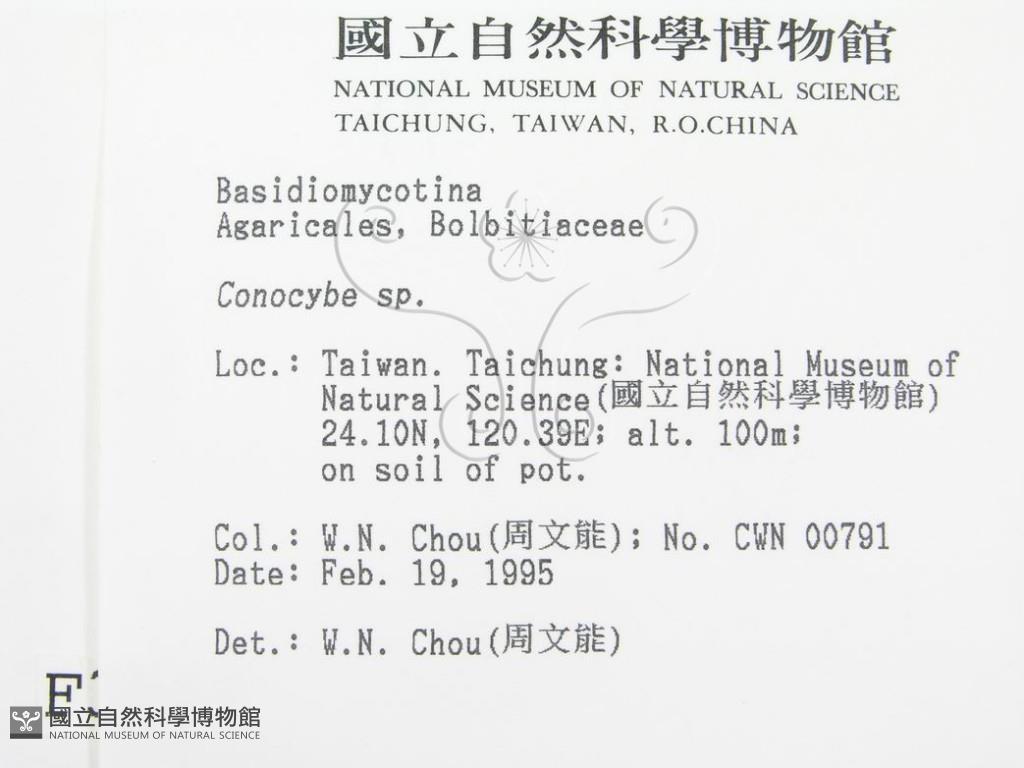 國立自然科學博物館
NATIONAL MUSEUM OF NATURAL SCIENCE
TAICHUNG, TAIWAN, R.O.CHINA
Basidiomycotina
Agaricales, Bolbitiaceae
Conocybe sp.
Loc.: Taiwan. Taichung: National Museum of
Natural Science(國立自然科學博物館)
24.10N, 120.39E; alt. 100m;
on soil of pot.
Col.: W.N. Chou(周文能); No. CWN 00791
Date: Feb. 19, 1995
Det.: W.N. Chou(周文能)
國立自然科學博物館
NATIONAL MUSEUM OF NATURAL SCIENCE